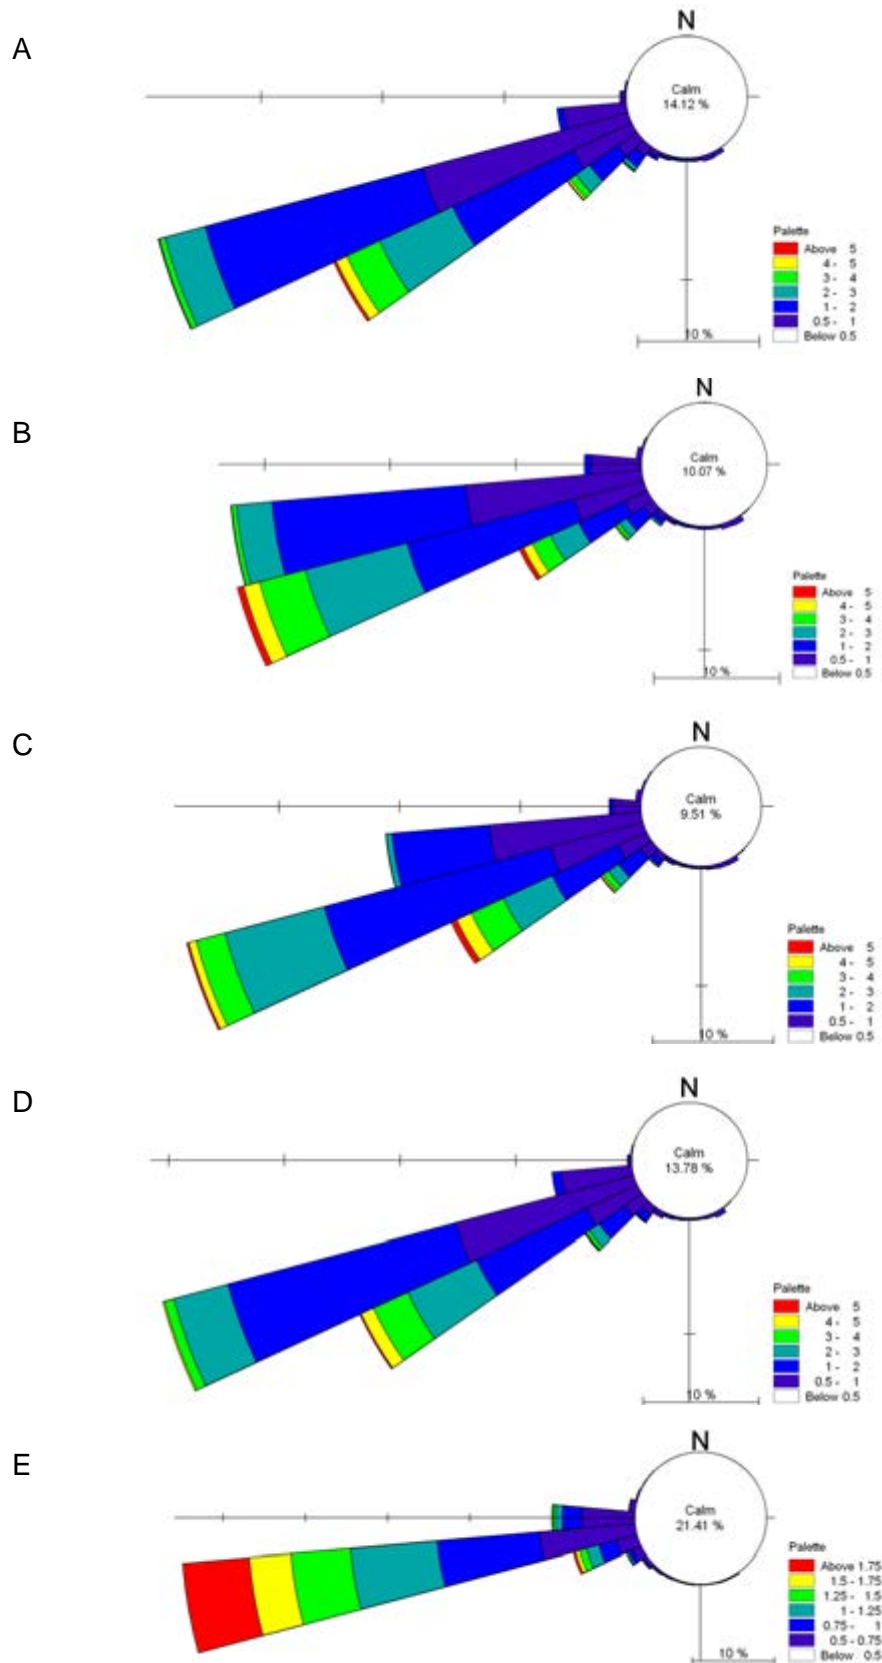 A
N
Calm
14.12 %
Palette
Above 5
4 - 5
3 - 4
2 - 3
1 - 2
0.5 - 1
Below 0.5
10 %
B
N
Calm
10.07 %
Palette
Above 5
4 - 5
3 - 4
2 - 3
1 - 2
0.5 - 1
Below 0.5
10 %
C
N
Calm
9.51 %
Palette
Above 5
4 - 5
3 - 4
2 - 3
1 - 2
0.5 - 1
Below 0.5
10 %
D
N
Calm
13.78 %
Palette
Above 5
4 - 5
3 - 4
2 - 3
1 - 2
0.5 - 1
Below 0.5
10 %
E
N
Calm
21.41 %
Palette
Above 1.75
1.5 - 1.75
1.25 - 1.5
1 - 1.25
0.75 - 1
0.5 - 0.75
Below 0.5
10 %